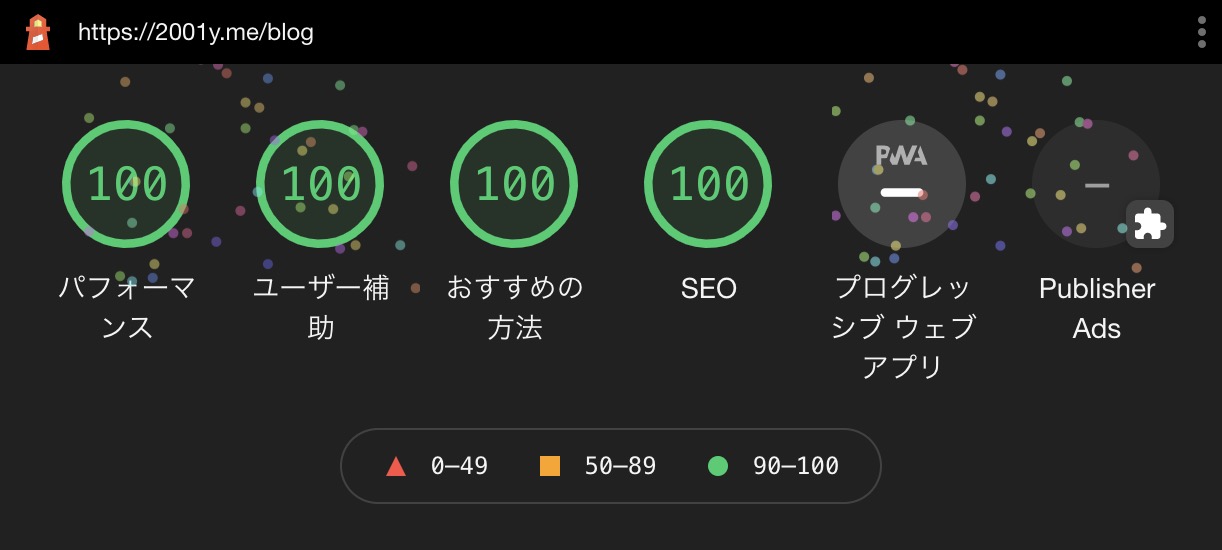 https://2001y.me/blog
100
100
100
100
PWA
パフォーマ
ンス
ユーザー補
助
おすすめの
方法
SEO
プログレッ
シブ ウェブ
アプリ
Publisher
Ads
0–49
50–89
90–100